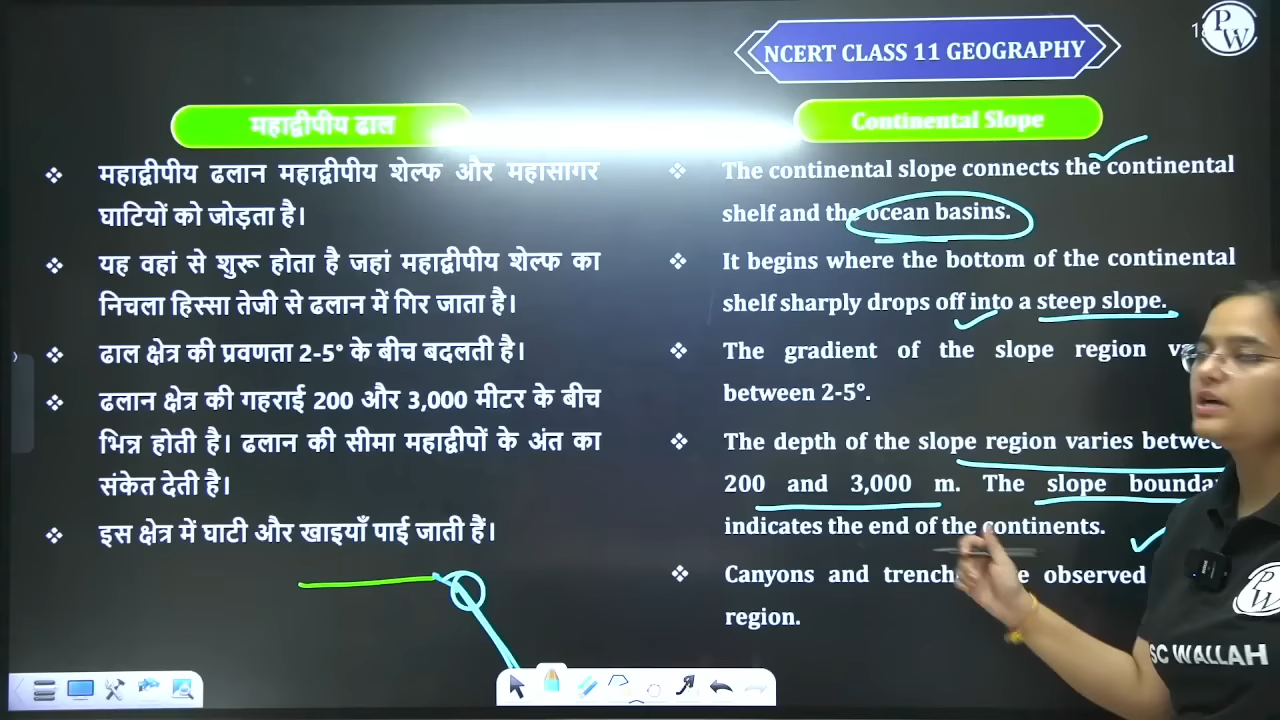 NCERT CLASS 11 GEOGRAPHY
PW
महाद्वीपीय ढाल
महाद्वीपीय ढलान महाद्वीपीय शेल्फ और महासागर
घाटियों को जोड़ता है।
यह वहां से शुरू होता है जहां महाद्वीपीय शेल्फ का
निचला हिस्सा तेजी से ढलान में गिर जाता है।
ढाल क्षेत्र की प्रवणता 2-5° के बीच बदलती है।
ढलान क्षेत्र की गहराई 200 और 3,000 मीटर के बीच
भिन्न होती है। ढलान की सीमा महाद्वीपों के अंत का
संकेत देती है।
इस क्षेत्र में घाटी और खाइयाँ पाई जाती हैं।
Continental Slope
The continental slope connects the continental
shelf and the ocean basins.
It begins where the bottom of the continental
shelf sharply drops off into a steep slope.
The gradient of the slope region
between 2-5°.
The depth of the slope region varies
200 and 3,000 m. The slope
indicates the end of the continents.
Canyons and observed
region.
PW
WALLAH